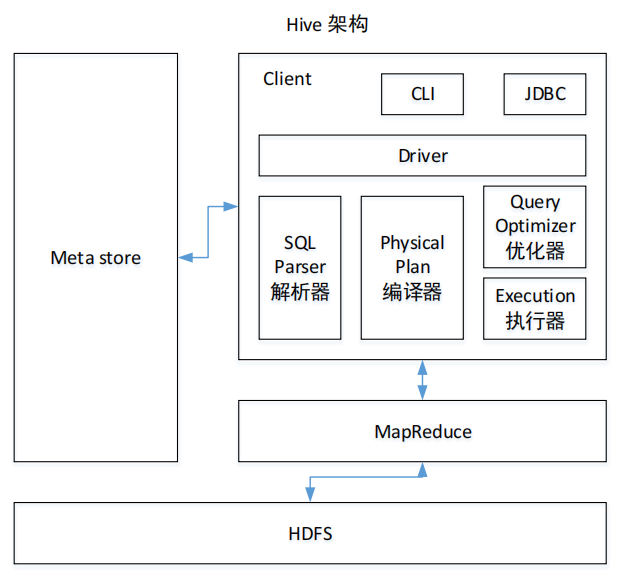 Hive 架构
Meta store
Client
CLI
JDBC
Driver
SQL
Parser
解析器
Physical
Plan
编译器
Query
Optimizer
优化器
Execution
执行器
MapReduce
HDFS